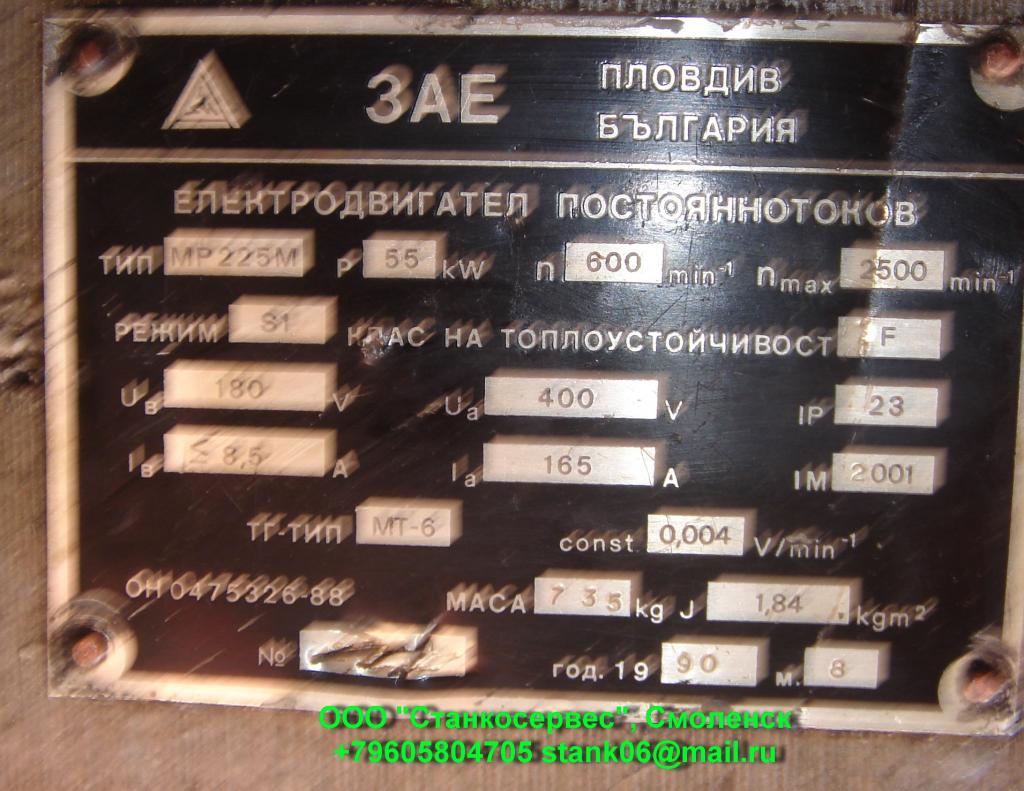 ЗАЕ ПЛОВДИВ
БЪЛГАРИЯ
ЕЛЕКТРОДВИГАТЕЛ ПОСТОЯННОТОКОВ
ТИП МР225М P 55 kW n 600 min⁻¹ nmax 2500 min⁻¹
РЕЖИМ S1 КЛАС НА ТОПЛОУСТОЙЧИВОСТ F
Uв 180 V Ua 400 V IP 23
Iв Σ 8,5 A Ia 165 A IM 2001
ТГ-ТИП МТ-6 const 0,004 V/min⁻¹
ОН 0475326-88 МАСА 735 kg J 1,84 kgm²
№ год. 1990 м. 8
ООО "Станкосервес", Смоленск
+79605804705 stank06@mail.ru